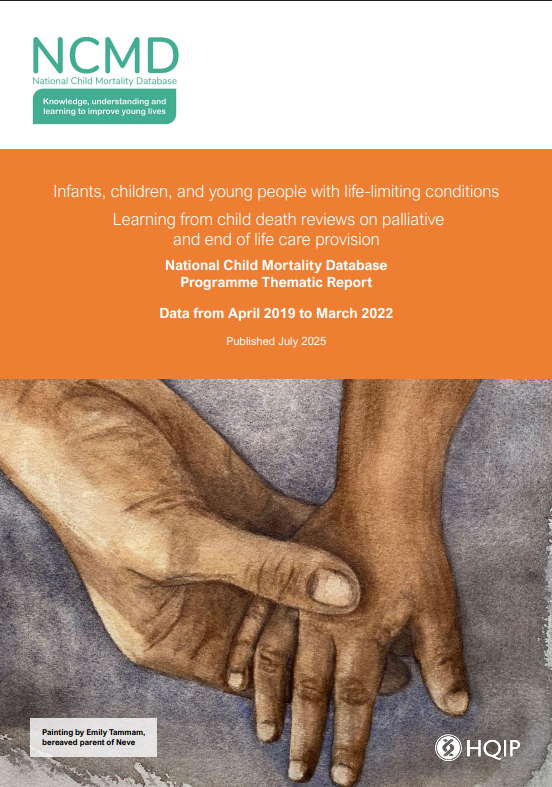 NCMD
National Child Mortality Database
Knowledge, understanding and
learning to improve young lives
Infants, children, and young people with life-limiting conditions
Learning from child death reviews on palliative
and end of life care provision
National Child Mortality Database
Programme Thematic Report
Data from April 2019 to March 2022
Published July 2025
Painting by Emily Tammam,
bereaved parent of Neve
HQIP